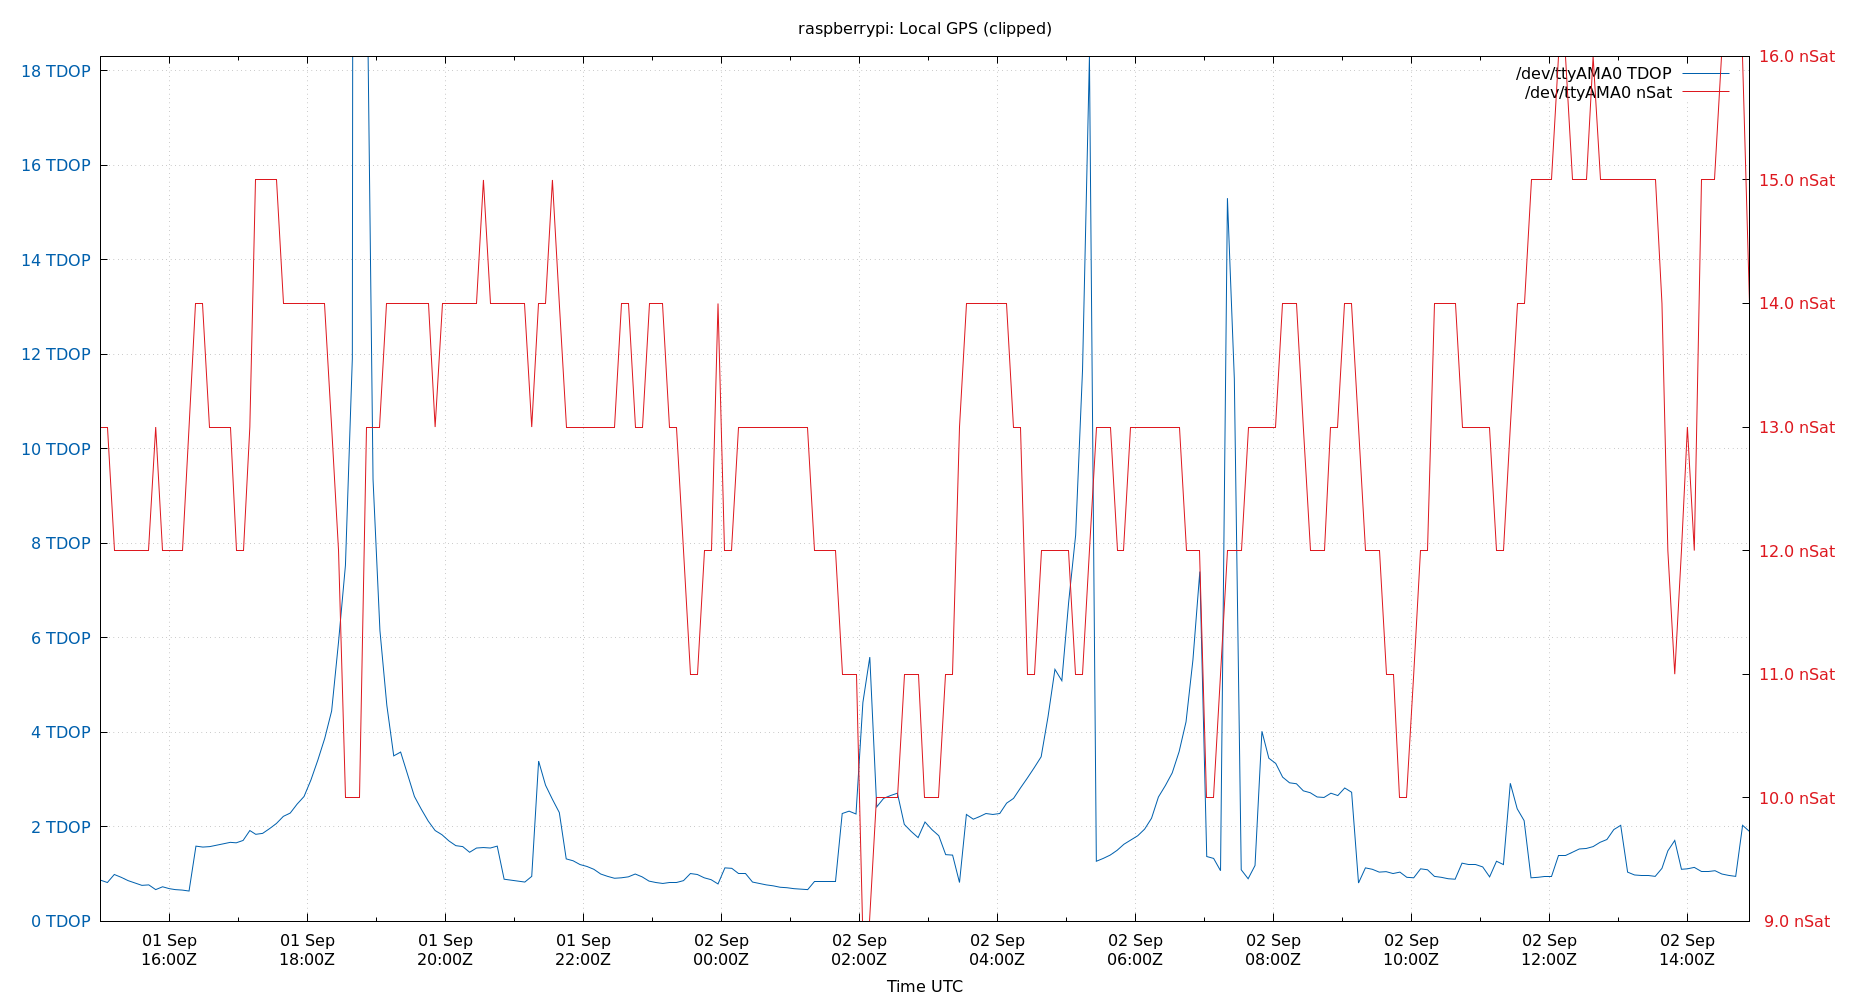 raspberrypi: Local GPS (clipped)
/dev/ttyAMA0 TDOP
/dev/ttyAMA0 nSat
18 TDOP
16 TDOP
14 TDOP
12 TDOP
10 TDOP
8 TDOP
6 TDOP
4 TDOP
2 TDOP
0 TDOP
16.0 nSat
15.0 nSat
14.0 nSat
13.0 nSat
12.0 nSat
11.0 nSat
10.0 nSat
9.0 nSat
01 Sep
16:00Z
01 Sep
18:00Z
01 Sep
20:00Z
01 Sep
22:00Z
02 Sep
00:00Z
02 Sep
02:00Z
02 Sep
04:00Z
02 Sep
06:00Z
02 Sep
08:00Z
02 Sep
10:00Z
02 Sep
12:00Z
02 Sep
14:00Z
Time UTC